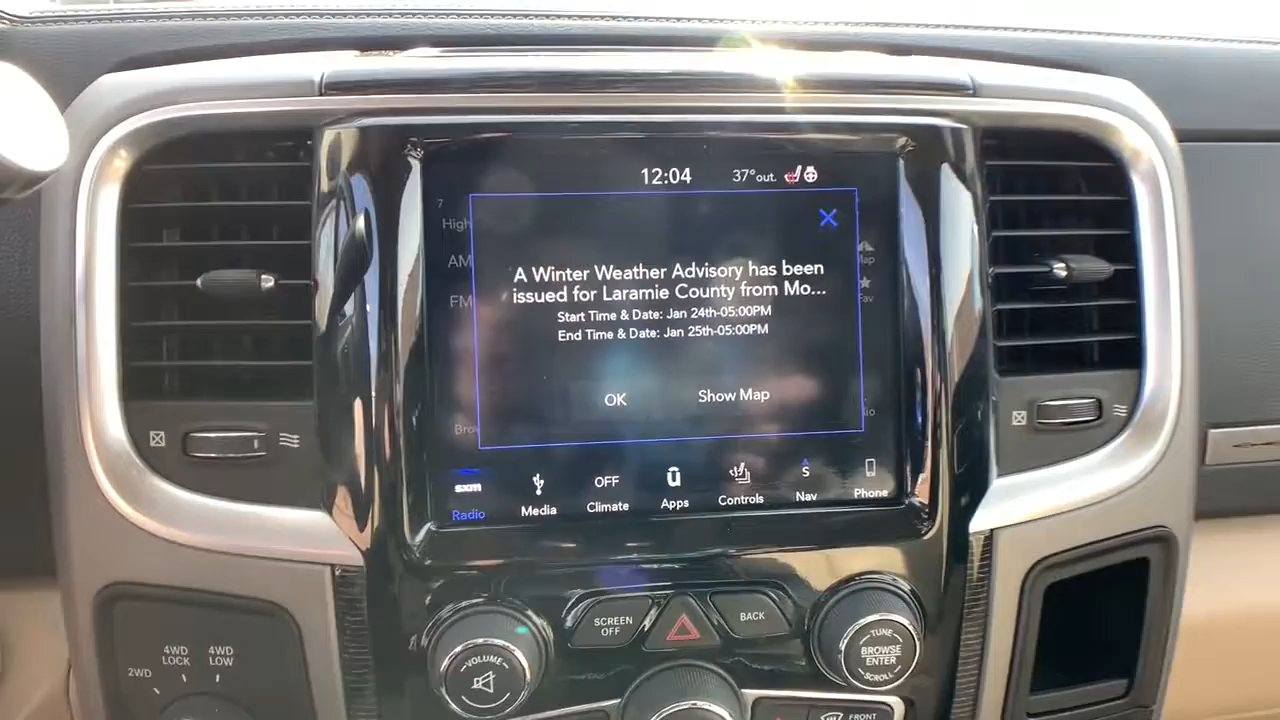 12:04 37°out.
7
High
AM
FM
A Winter Weather Advisory has been
issued for Laramie County from Mo...
Start Time & Date: Jan 24th-05:00PM
End Time & Date: Jan 25th-05:00PM
OK Show Map
Map
Fav
Brow
sxm
S
OFF
Radio Media Climate Apps Controls Nav Phone
SCREEN
OFF
BACK
VOLUME
TUNE
BROWSE
ENTER
SCROLL
2WD
4WD
LOCK
4WD
LOW
FRONT